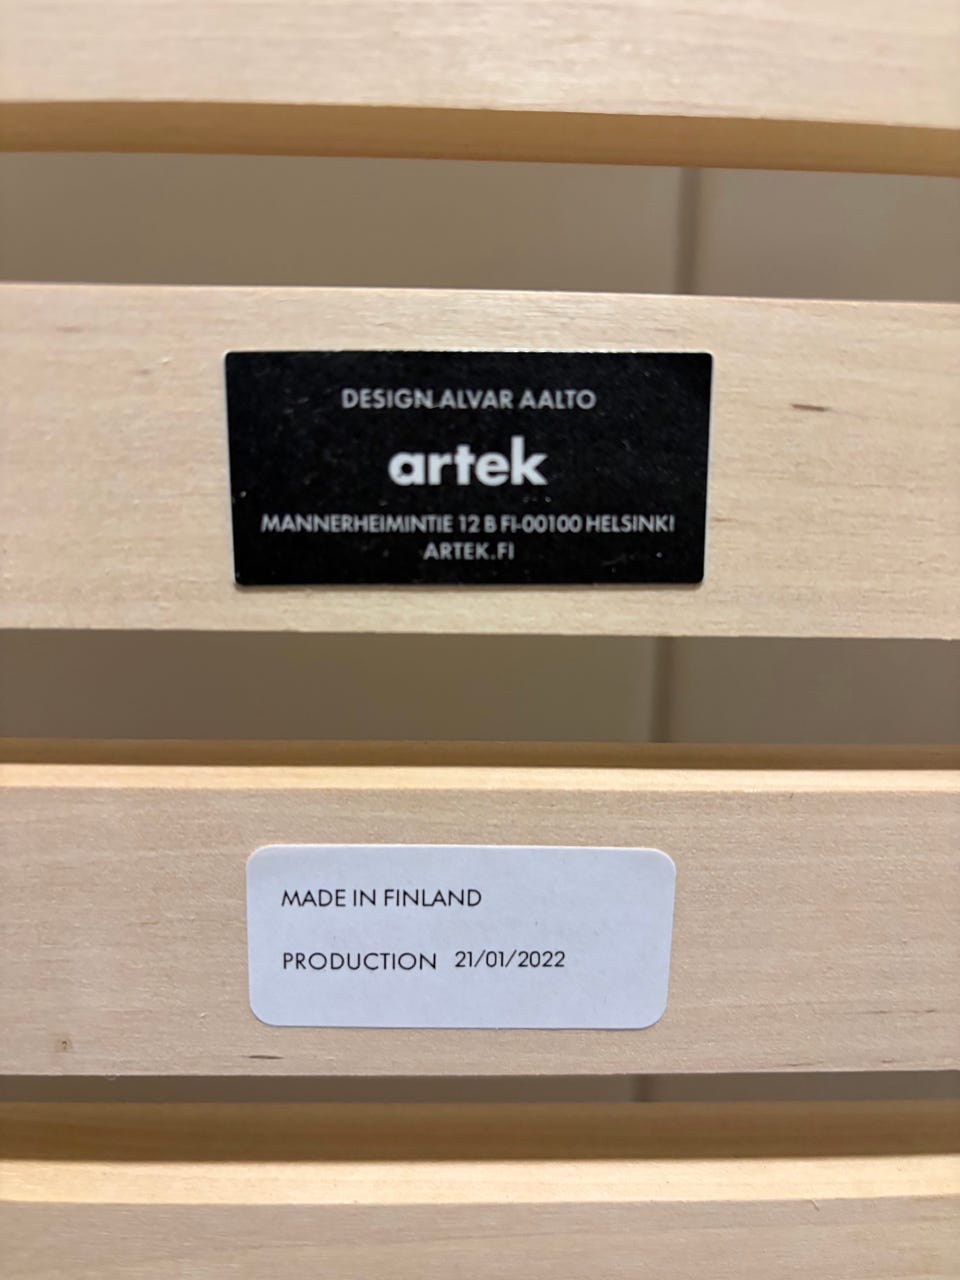 DESIGN ALVAR AALTO
artek
MANNERHEIMINTIE 12 B FI-00100 HELSINKI
ARTEK.FI
MADE IN FINLAND
PRODUCTION 21/01/2022